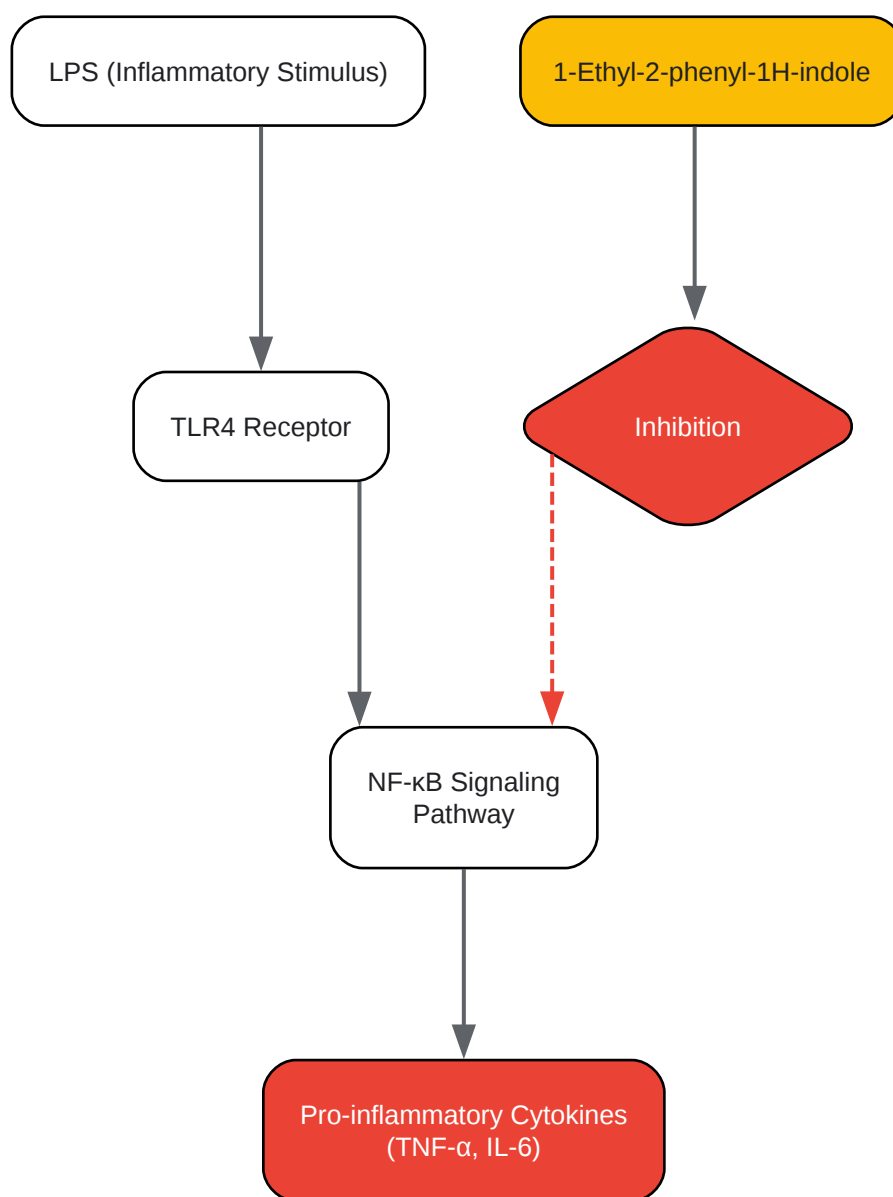 LPS (Inflammatory Stimulus)
1-Ethyl-2-phenyl-1H-indole
TLR4 Receptor
Inhibition
NF-κB Signaling
Pathway
Pro-inflammatory Cytokines
(TNF-α, IL-6)